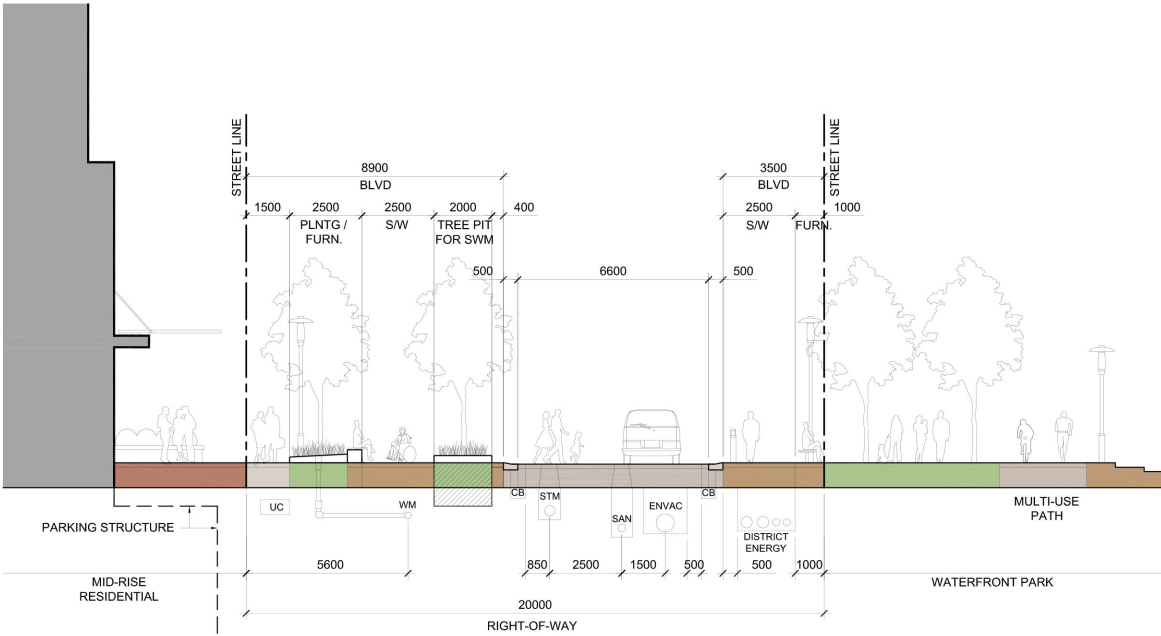 STREET LINE
STREET LINE
8900
BLVD
3500
BLVD
1500
2500
2500
2000
400
2500
1000
PLNTG /
FURN.
S/W
TREE PIT
FOR SWM
S/W
FURN.
500
6600
500
UC
WM
CB
STM
SAN
ENVAC
CB
DISTRICT
ENERGY
MULTI-USE
PATH
PARKING STRUCTURE
5600
850
2500
1500
500
500
1000
MID-RISE
RESIDENTIAL
WATERFRONT PARK
20000
RIGHT-OF-WAY